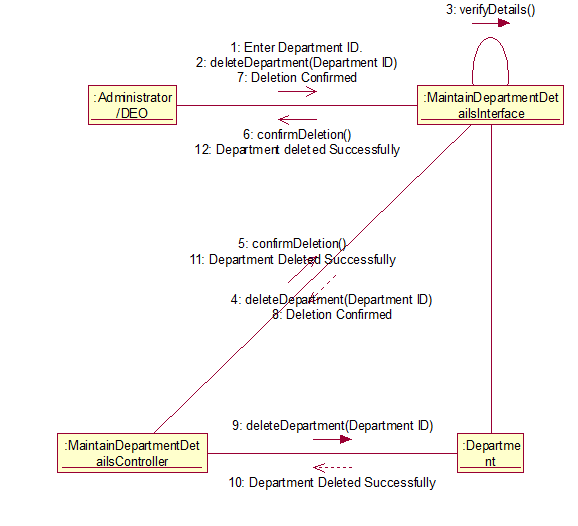 3: verifyDetails()
1: Enter Department ID.
2: deleteDepartment(Department ID)
7: Deletion Confirmed
:Administrator
/DEO
:MaintainDepartmentDet
ailsInterface
6: confirmDeletion()
12: Department deleted Successfully
5: confirmDeletion()
11: Department Deleted Successfully
4: deleteDepartment(Department ID)
8: Deletion Confirmed
9: deleteDepartment(Department ID)
:MaintainDepartmentDet
ailsController
:Departme
nt
10: Department Deleted Successfully